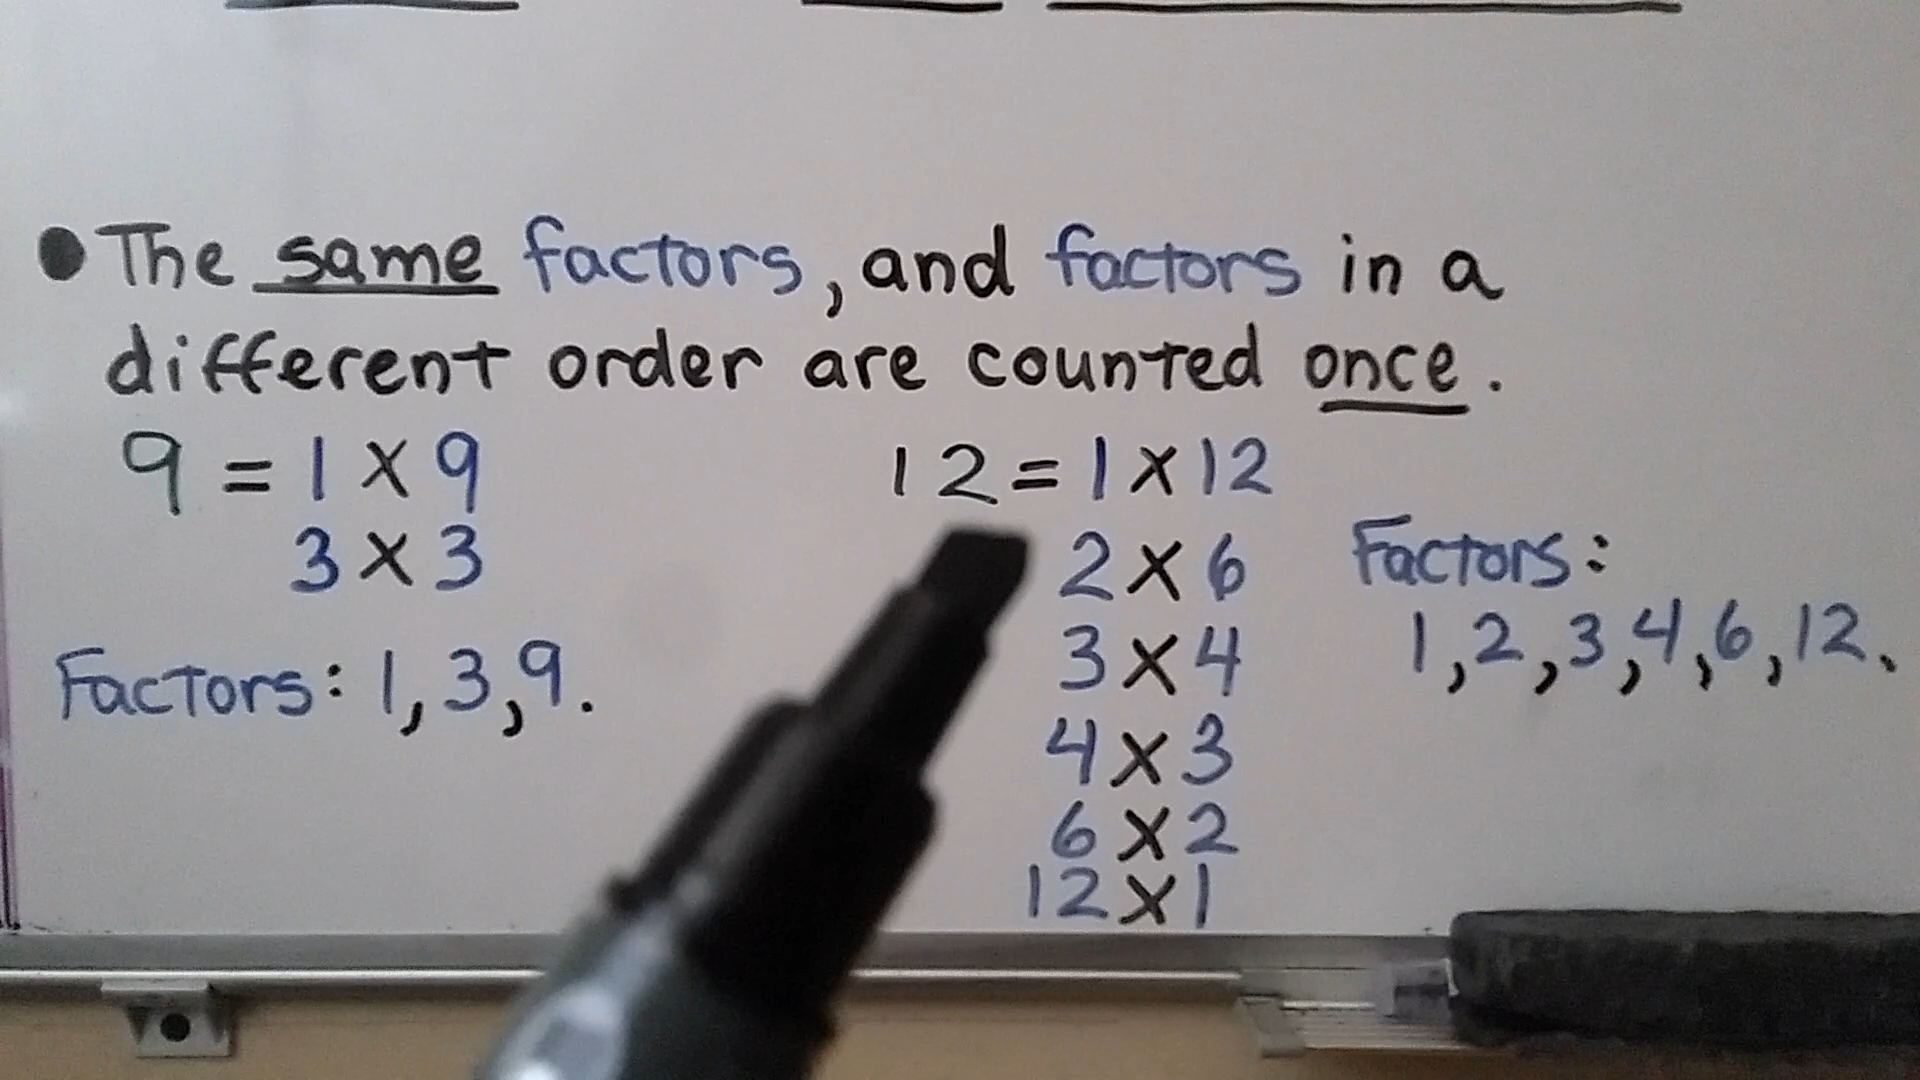 ● The same factors, and factors in a
different order are counted once.
9 = 1 x 9
3 x 3
Factors: 1, 3, 9.
12 = 1 x 12
2 x 6
3 x 4
4 x 3
6 x 2
12 x 1
Factors:
1, 2, 3, 4, 6, 12.